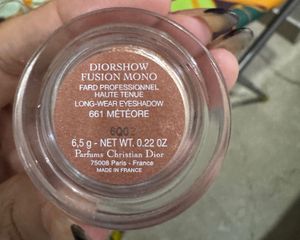 DIORSHOW
FUSION MONO
FARD PROFESSIONNEL
HAUTE TENUE
LONG-WEAR EYESHADOW
661 MÉTÉORE
6,5 g - NET WT. 0.22 OZ
Parfums Christian Dior
75008 Paris - France
MADE IN FRANCE